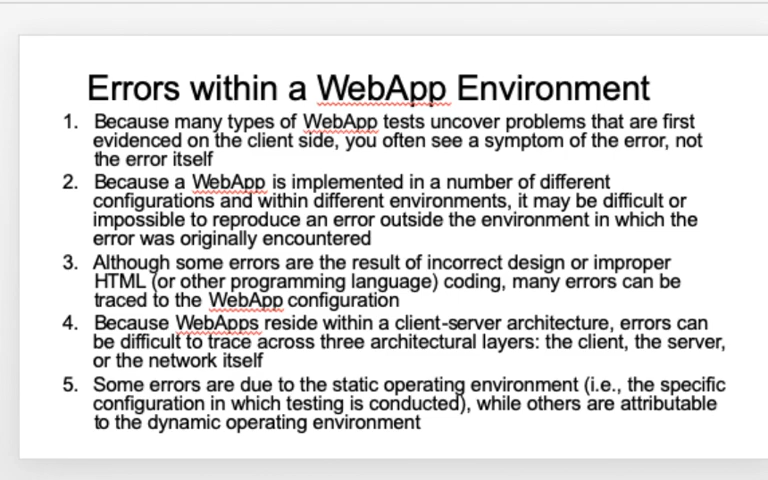 Errors within a WebApp Environment
1. Because many types of WebApp tests uncover problems that are first
evidenced on the client side, you often see a symptom of the error, not
the error itself
2. Because a WebApp is implemented in a number of different
configurations and within different environments, it may be difficult or
impossible to reproduce an error outside the environment in which the
error was originally encountered
3. Although some errors are the result of incorrect design or improper
HTML (or other programming language) coding, many errors can be
traced to the WebApp configuration
4. Because WebApps reside within a client-server architecture, errors can
be difficult to trace across three architectural layers: the client, the server,
or the network itself
5. Some errors are due to the static operating environment (i.e., the specific
configuration in which testing is conducted), while others are attributable
to the dynamic operating environment